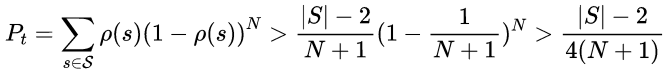 $P_t = \sum_{s \in \mathcal{S}} \rho(s)(1 - \rho(s))^N > \frac{|S| - 2}{N + 1}(1 - \frac{1}{N + 1})^N > \frac{|S| - 2}{4(N + 1)}$